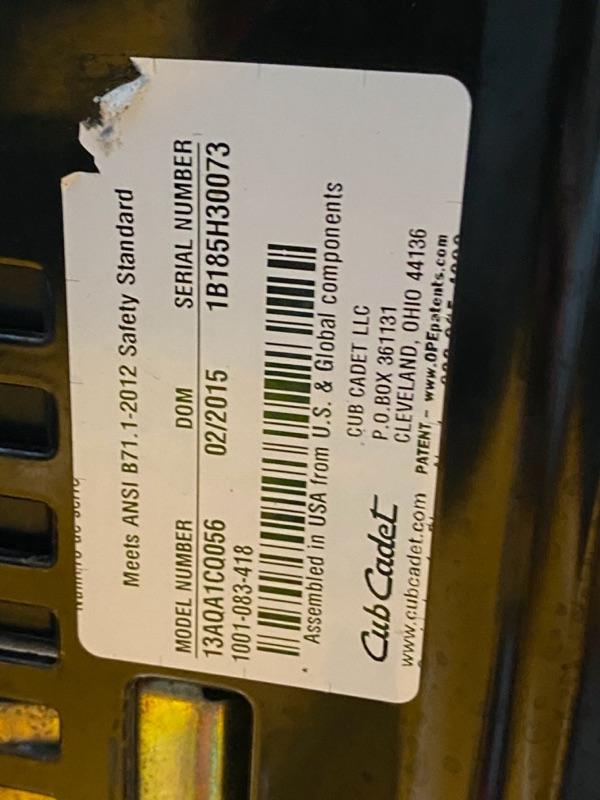 Meets ANSI B71.1-2012 Safety Standard
MODEL NUMBER DOM SERIAL NUMBER
13AQA1CQ056 02/2015 1B185H30073
1001-083-418
Assembled in USA from U.S. & Global components
Cub Cadet
CUB CADET LLC
P.O.BOX 361131
CLEVELAND, OHIO 44136
www.cubcadet.com PATENT - www.OPEpatents.com